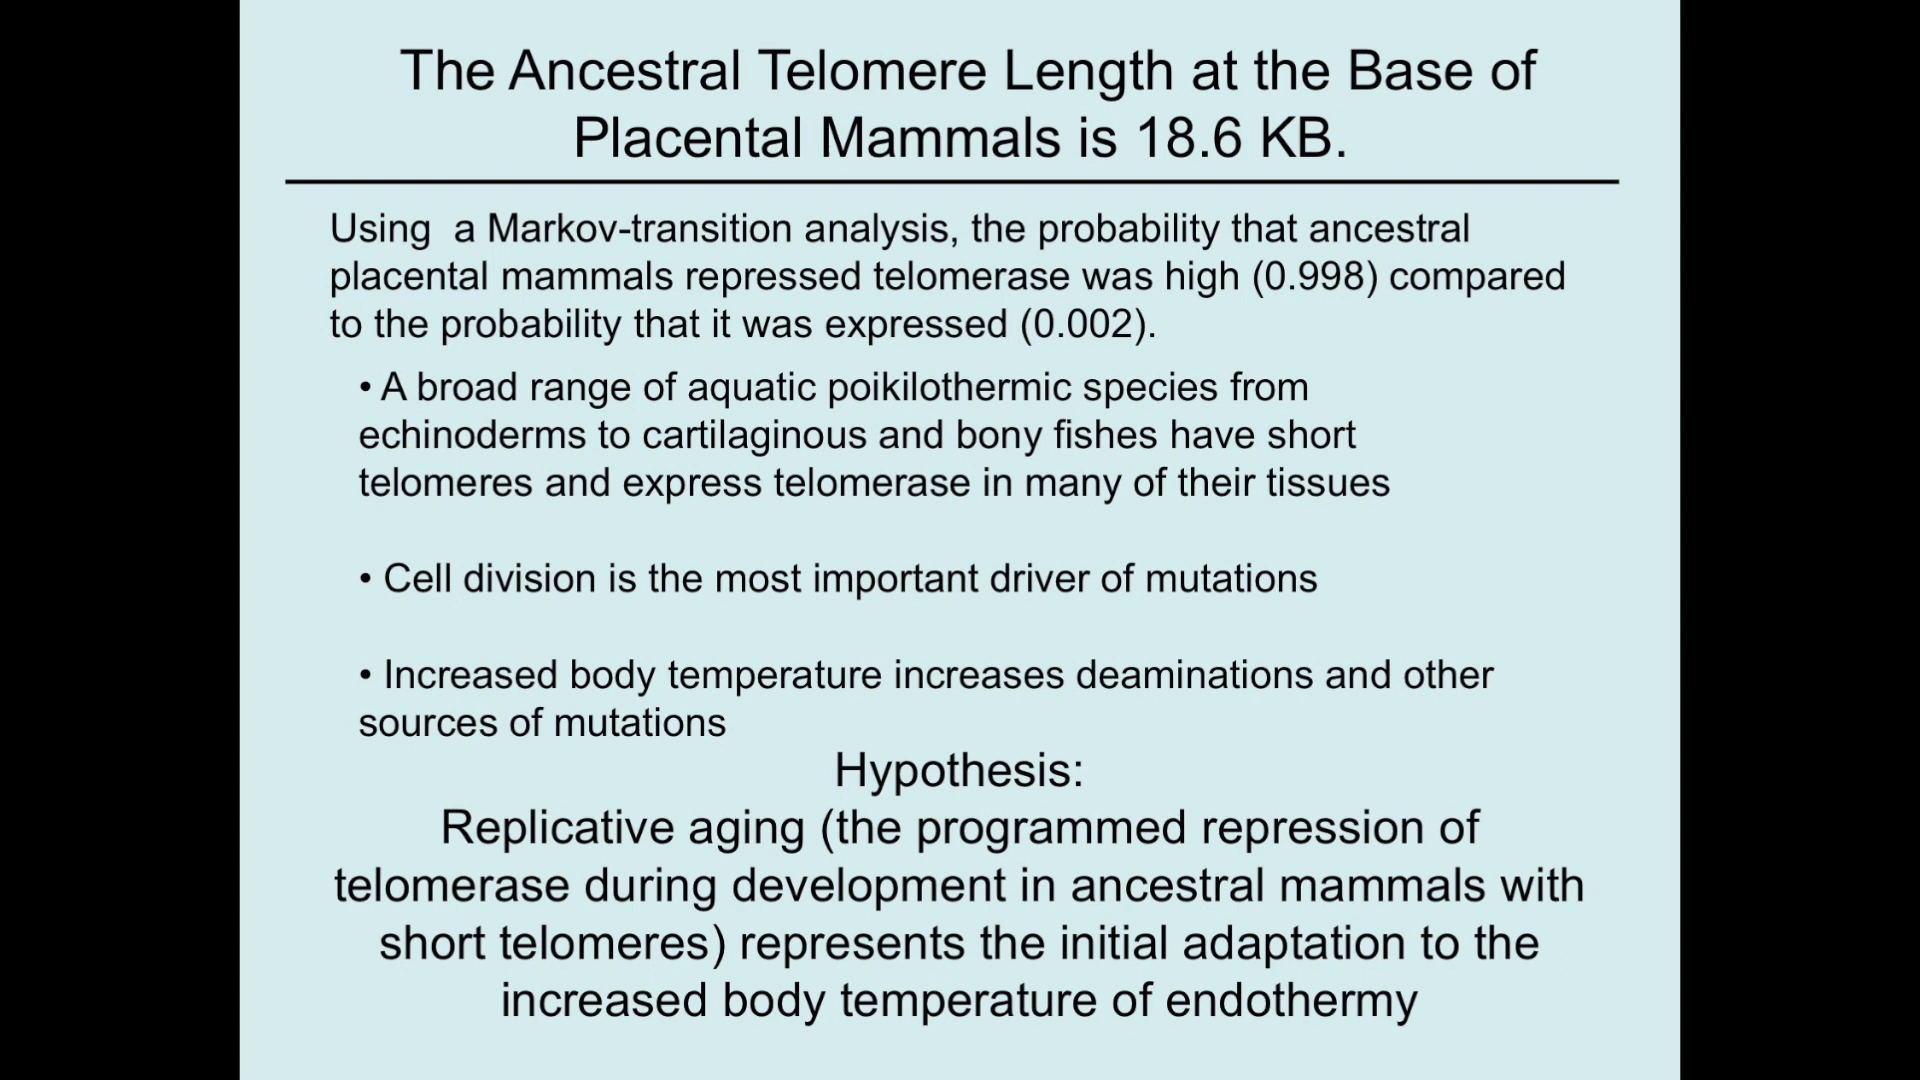 The Ancestral Telomere Length at the Base of
Placental Mammals is 18.6 KB.
Using a Markov-transition analysis, the probability that ancestral
placental mammals repressed telomerase was high (0.998) compared
to the probability that it was expressed (0.002).
• A broad range of aquatic poikilothermic species from
echinoderms to cartilaginous and bony fishes have short
telomeres and express telomerase in many of their tissues
• Cell division is the most important driver of mutations
• Increased body temperature increases deaminations and other
sources of mutations
Hypothesis:
Replicative aging (the programmed repression of
telomerase during development in ancestral mammals with
short telomeres) represents the initial adaptation to the
increased body temperature of endothermy